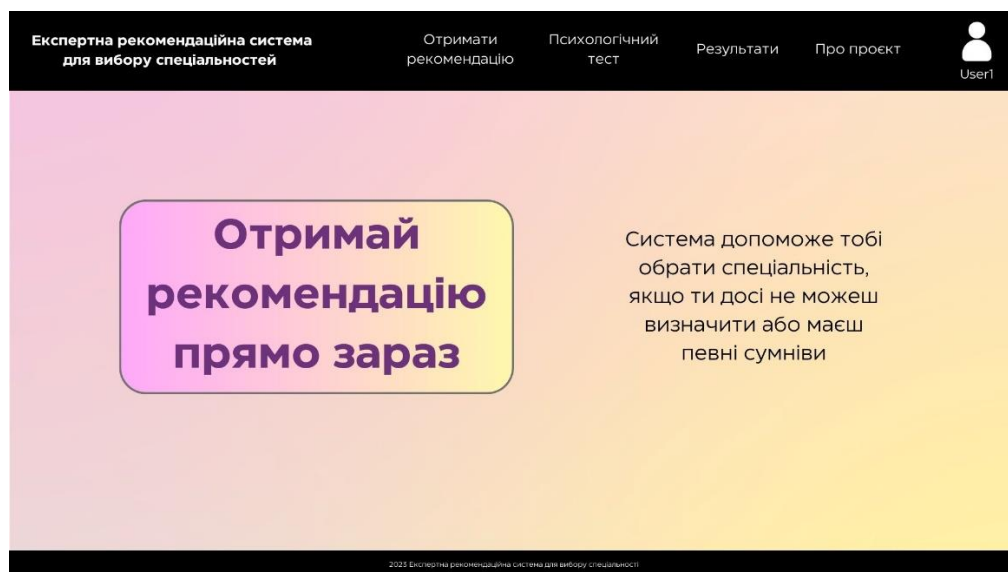 Експертна рекомендаційна система
для вибору спеціальностей
Отримати
рекомендацію
Психологічний
тест
Результати
Про проєкт
User1
Отримай
рекомендацію
прямо зараз
Система допоможе тобі
обрати спеціальність,
якщо ти досі не можеш
визначити або маєш
певні сумніви
2023 Експертна рекомендаційна система для вибору спеціальності